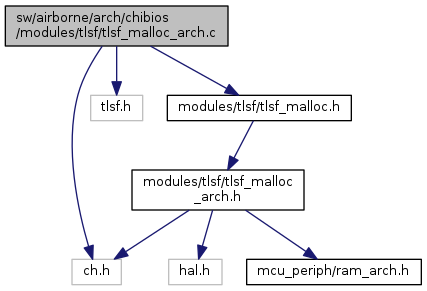 sw/airborne/arch/chibios
/modules/tlsf/tlsf_malloc_arch.c
tlsf.h
modules/tlsf/tlsf_malloc.h
modules/tlsf/tlsf_malloc
_arch.h
ch.h
hal.h
mcu_periph/ram_arch.h